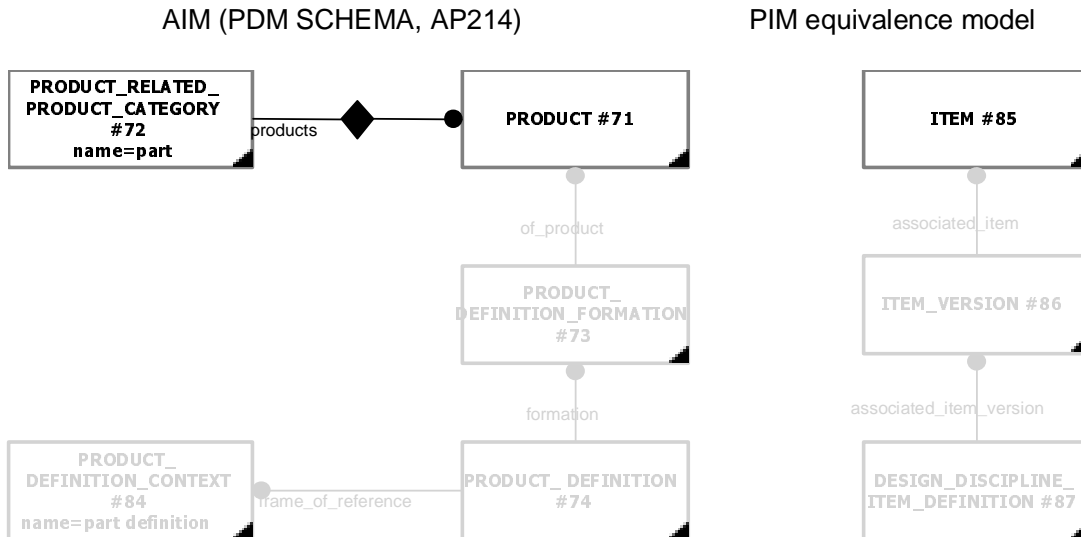 AIM (PDM SCHEMA, AP214)
PIM equivalence model
PRODUCT_RELATED_
PRODUCT_CATEGORY
#72
name=part
products
PRODUCT #71
ITEM #85
of_product
associated_item
PRODUCT_
DEFINITION_FORMATION
#73
ITEM_VERSION #86
formation
associated_item_version
PRODUCT_
DEFINITION_CONTEXT
#84
name=part definition
frame_of_reference
PRODUCT_ DEFINITION
#74
DESIGN_DISCIPLINE_
ITEM_DEFINITION #87